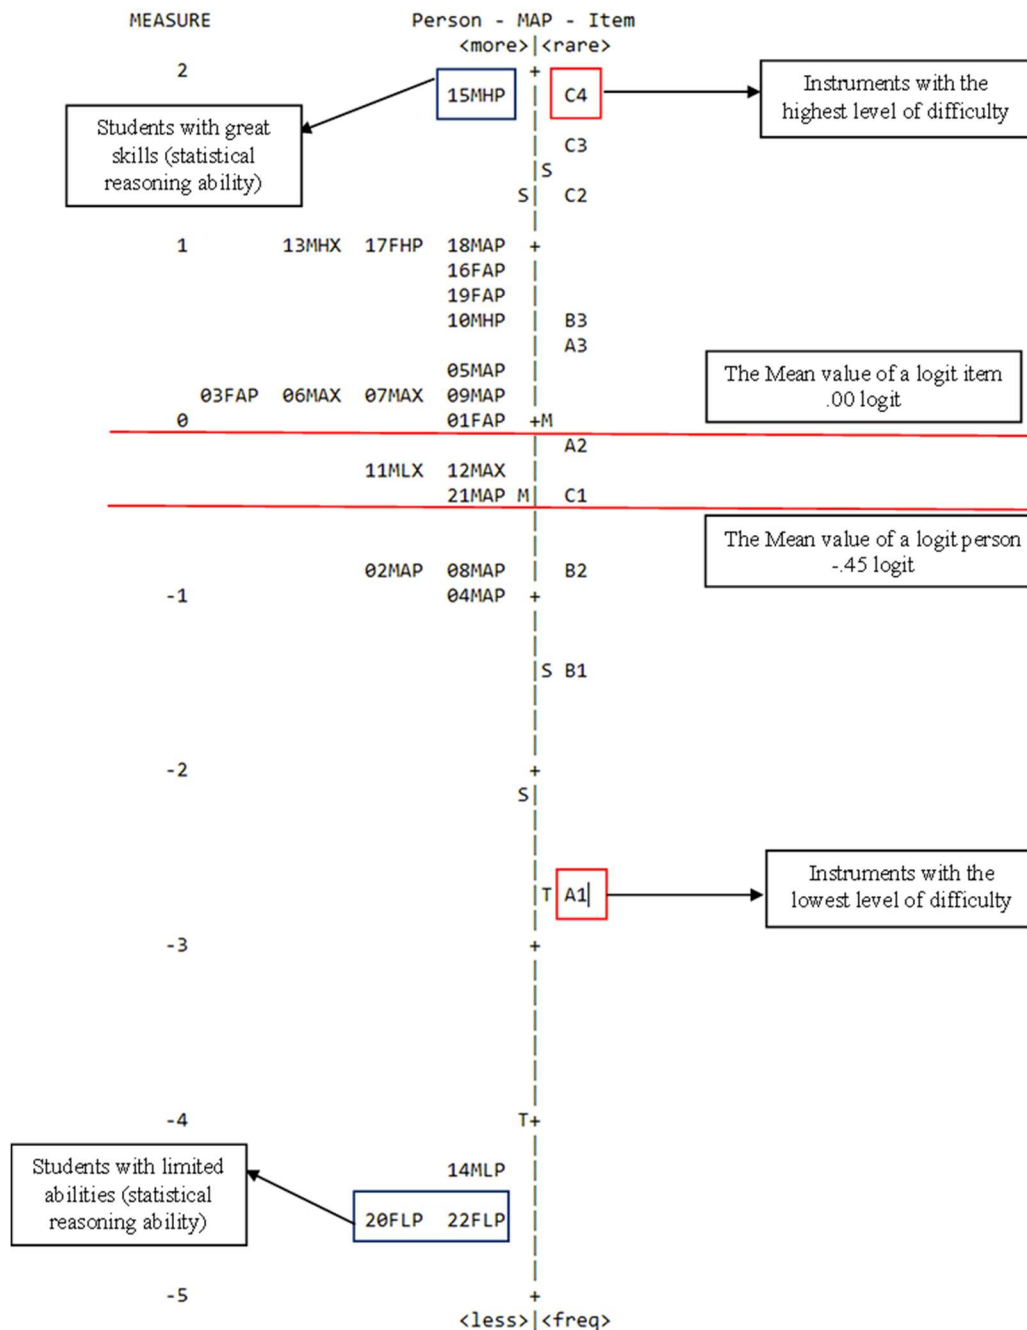 MEASURE Person - MAP - Item
<more>|<rare>
2 +
15MHP | C4
Instruments with the
highest level of difficulty
Students with great
skills (statistical
reasoning ability)
| C3
|S
S| C2
|
1 13MHX 17FHP 18MAP +
16FAP |
19FAP |
10MHP | B3
| A3
05MAP |
03FAP 06MAX 07MAX 09MAP |
The Mean value of a logit item
.00 logit
0 01FAP +M
| A2
11MLX 12MAX |
21MAP M| C1
The Mean value of a logit person
-.45 logit
02MAP 08MAP | B2
-1 04MAP +
|
|
|S B1
|
|
|
-2 +
S|
|
|
|
|T A1|
Instruments with the
lowest level of difficulty
|
-3 +
|
|
|
|
|
|
-4 T+
|
Students with limited
abilities (statistical
reasoning ability)
14MLP |
|
20FLP 22FLP |
|
|
-5 +
<less>|<freq>